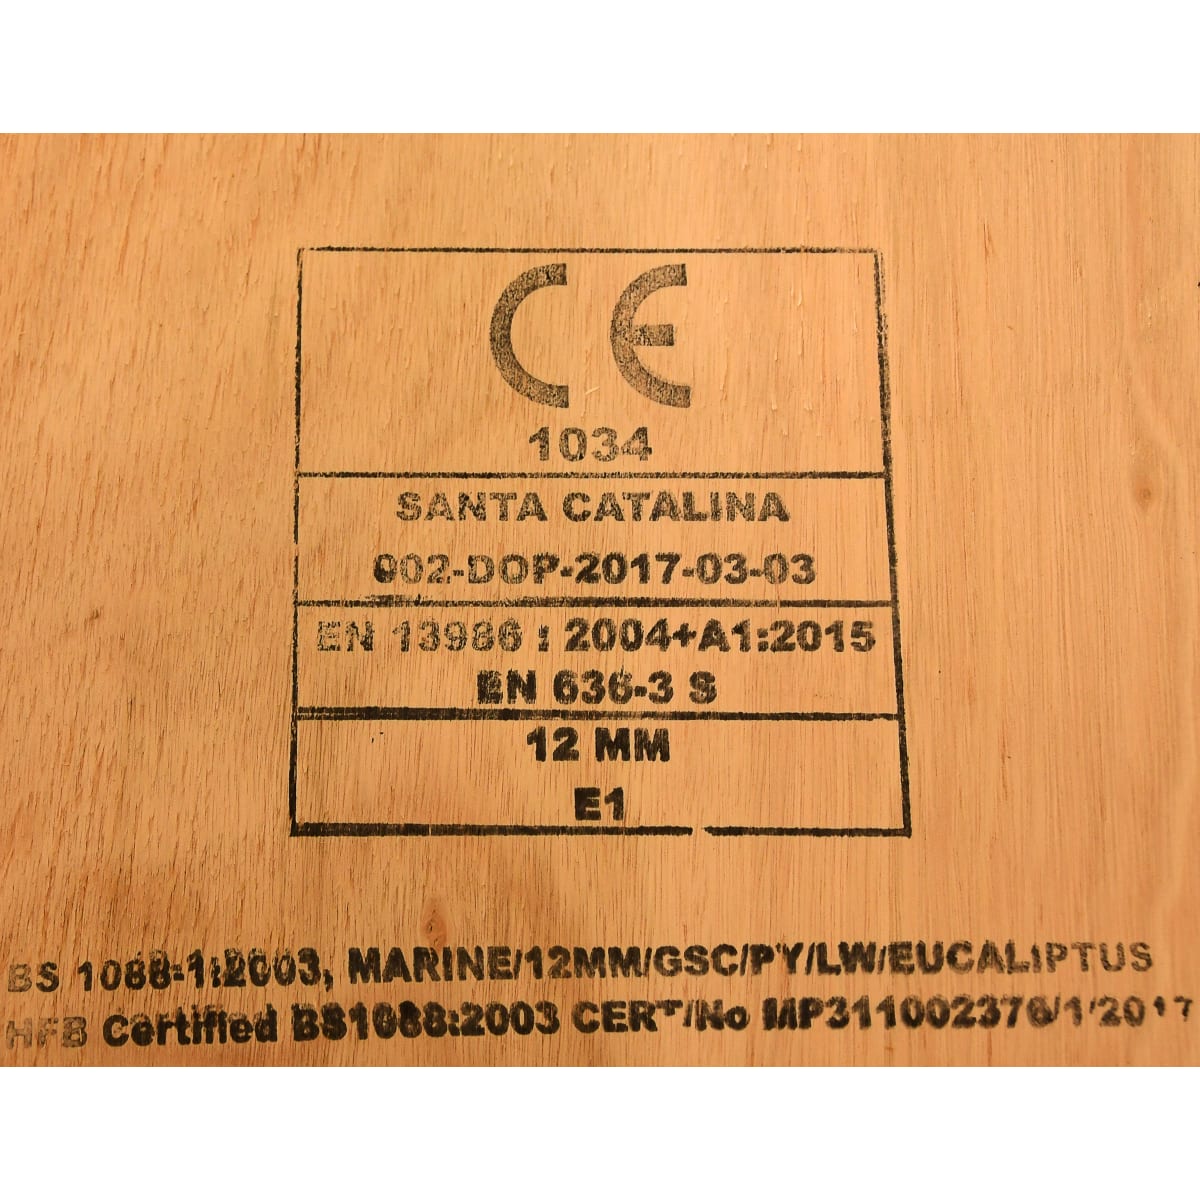 CE
1034
SANTA CATALINA
002-DOP-2017-03-03
EN 13986 : 2004+A1:2015
EN 636-3 S
12 MM
E1
BS 1088-1:2003, MARINE/12MM/GSC/PY/LW/EUCALIPTUS
HFB Certified BS1088:2003 CERT/No MP311002376/1/2017